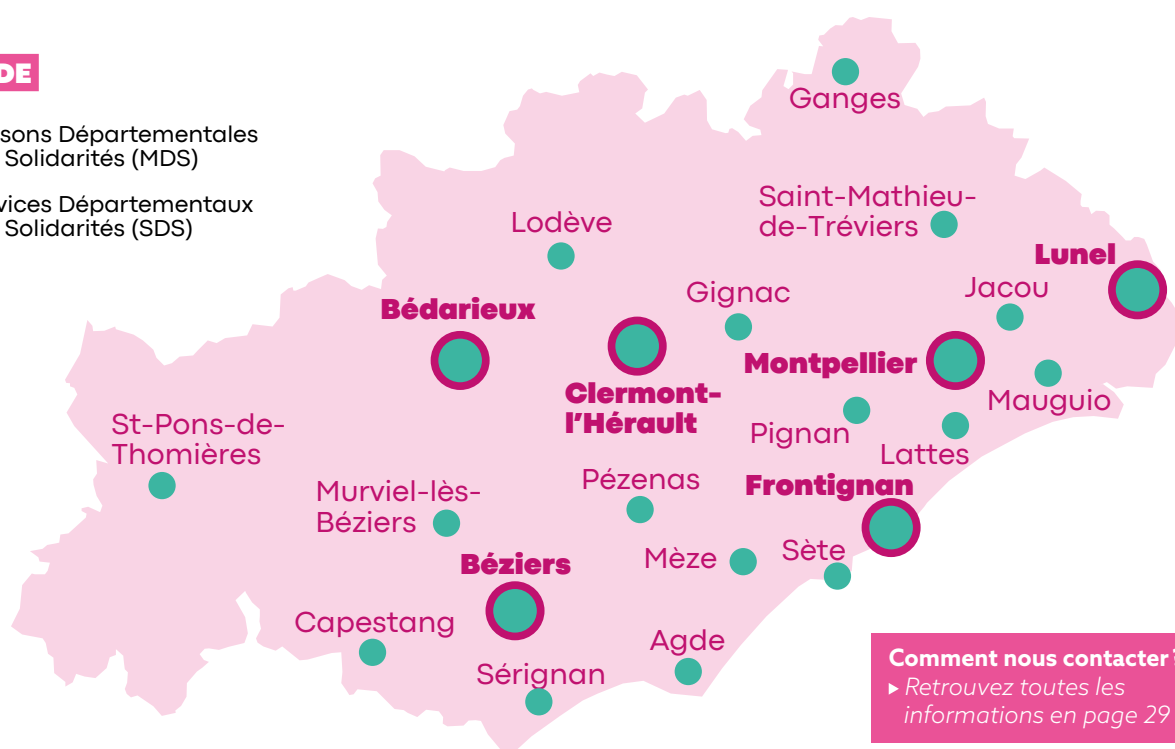 DE
sons Départementales
Solidarités (MDS)
vices Départementaux
Solidarités (SDS)
Ganges
Saint-Mathieu-
de-Tréviers
Lodève
Lunel
Gignac
Jacou
Bédarieux
Montpellier
Clermont-
l'Hérault
Mauguio
St-Pons-de-
Thomières
Pignan
Lattes
Pézenas
Frontignan
Murviel-lès-
Béziers
Mèze
Sète
Béziers
Capestang
Agde
Sérignan
Comment nous contacter ?
▸ Retrouvez toutes les
informations en page 29